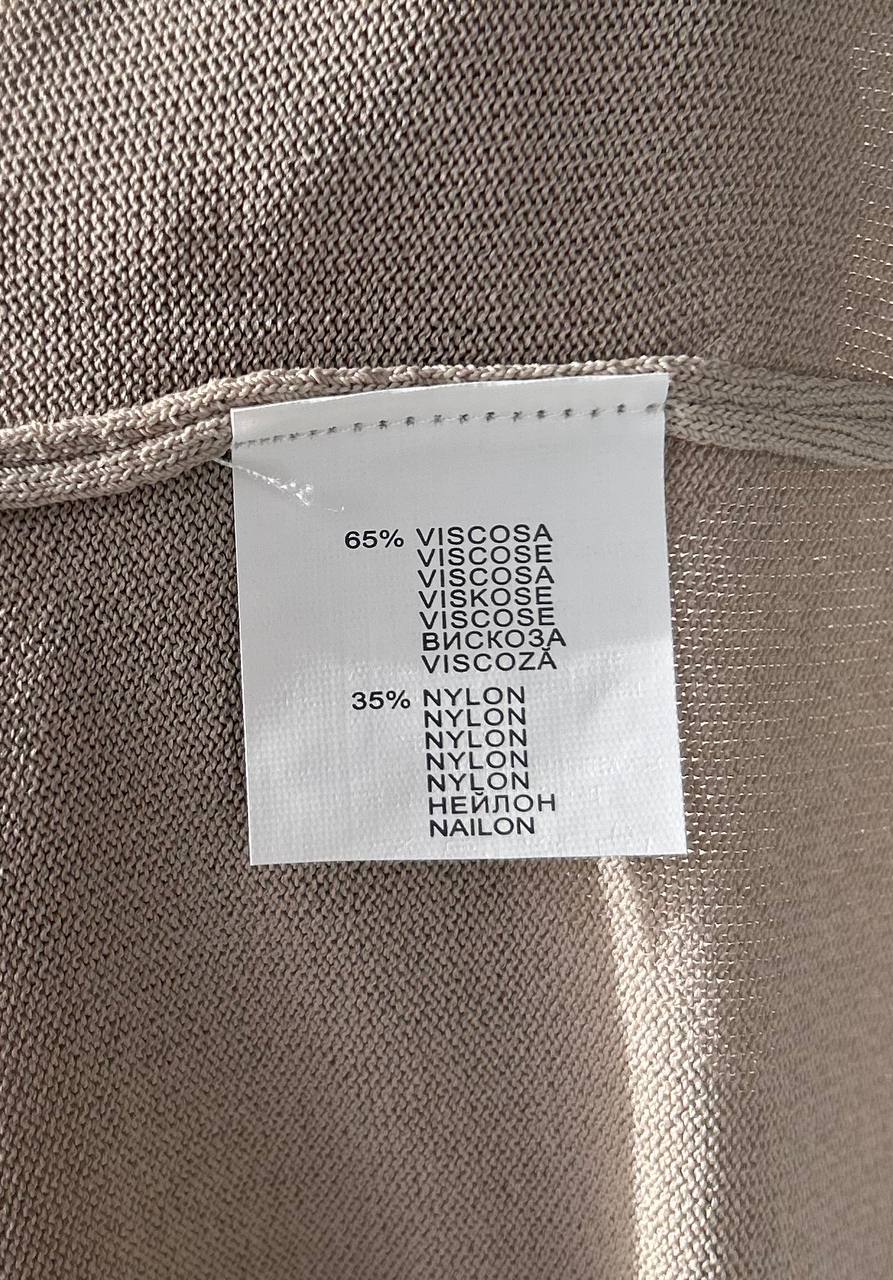 65% VISCOSA
VISCOSE
VISCOSA
VISKOSE
VISCOSE
ВИСКОЗА
VISCOZĂ
35% NYLON
NYLON
NYLON
NYLON
NYLON
НЕЙЛОН
NAILON